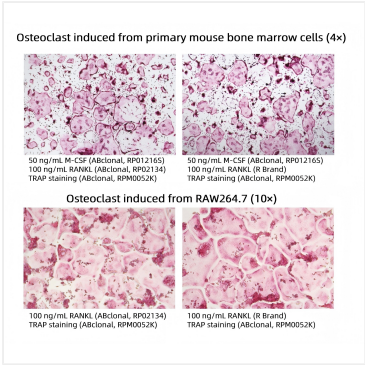 Osteoclast induced from primary mouse bone marrow cells (4×)
50 ng/mL M-CSF (ABclonal, RP01216S)
100 ng/mL RANKL (ABclonal, RP02134)
TRAP staining (ABclonal, RPM0052K)
50 ng/mL M-CSF (ABclonal, RP01216S)
100 ng/mL RANKL (R Brand)
TRAP staining (ABclonal, RPM0052K)
Osteoclast induced from RAW264.7 (10×)
100 ng/mL RANKL (ABclonal, RP02134)
TRAP staining (ABclonal, RPM0052K)
100 ng/mL RANKL (R Brand)
TRAP staining (ABclonal, RPM0052K)